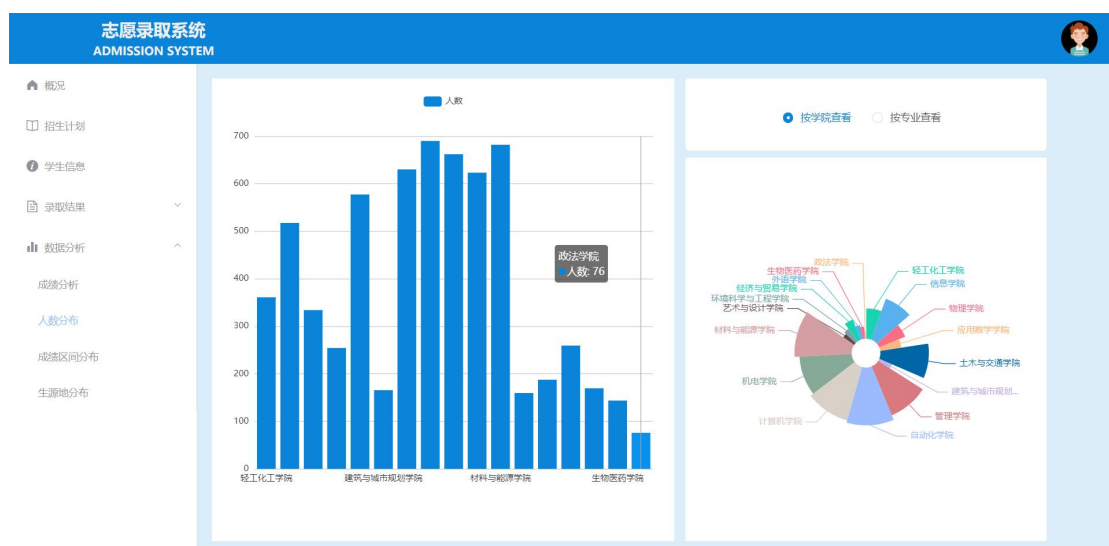 志愿录取系统
ADMISSION SYSTEM
概况
招生计划
学生信息
录取结果
数据分析
成绩分析
人数分布
成绩区间分布
生源地分布
人数
700
600
500
400
300
200
100
0
政法学院
人数: 76
轻工化工学院
建筑与城市规划学院
材料与能源学院
生物医药学院
按学院查看
按专业查看
政法学院
生物医药学院
外语学院
经济与贸易学院
环境科学与工程学院
艺术与设计学院
材料与能源学院
机电学院
计算机学院
轻工化工学院
信息学院
物理学院
应用数学学院
土木与交通学院
建筑与城市规划...
管理学院
自动化学院